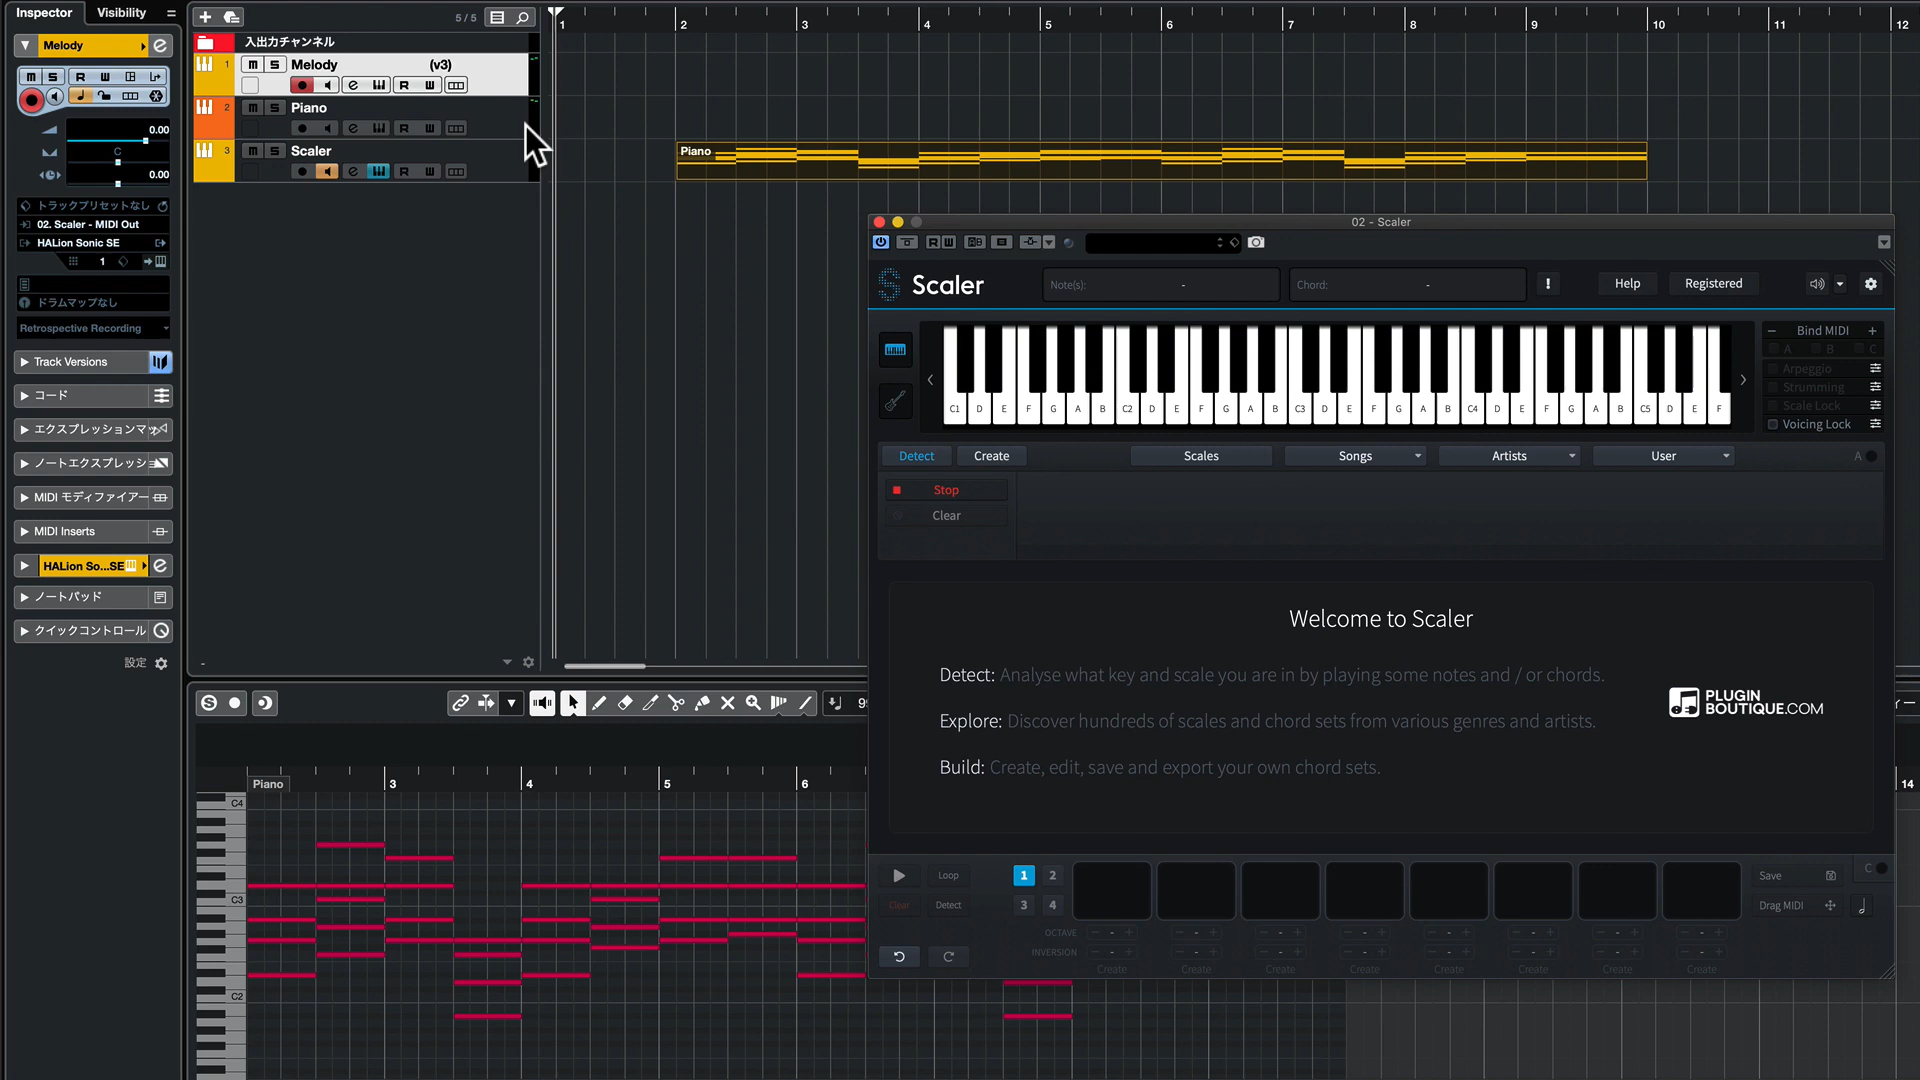 Inspector
Visibility
Melody
M S R W
0.00
C
0.00
トラックプリセットなし
02. Scaler - MIDI Out
HALion Sonic SE
1
ドラムマップなし
Retrospective Recording
Track Versions
コード
エクスプレッションマッ
ノートエクスプレッシ
MIDI モディファイアー
MIDI Inserts
HALion So...SE
ノートパッド
クイックコントロール
設定
5 / 5
入出力チャンネル
1 M S Melody (v3)
R W
2 M S Piano
R W
3 M S Scaler
R W
-
1 2 3 4 5 6 7 8 9 10 11 12
Piano
02 - Scaler
R W
Scaler
Note(s): -
Chord: -
!
Help
Registered
Bind MIDI
A B C
Arpeggio
Strumming
Scale Lock
Voicing Lock
C1 D E F G A B C2 D E F G A B C3 D E F G A B C4 D E F G A B C5 D E F
Detect
Create
Scales
Songs
Artists
User
A
Stop
Clear
Welcome to Scaler
Detect: Analyse what key and scale you are in by playing some notes and / or chords.
Explore: Discover hundreds of scales and chord sets from various genres and artists.
Build: Create, edit, save and export your own chord sets.
PLUGIN
BOUTIQUE.COM
Loop
1 2
Save
C
Clear
Detect
3 4
Drag MIDI
OCTAVE - - + - - + - - + - - + - - + - - + - - + - - +
INVERSION - - + - - + - - + - - + - - + - - + - - + - - +
Create Create Create Create Create Create Create Create
Piano
3 4 5 6 14
C4
C3
C2